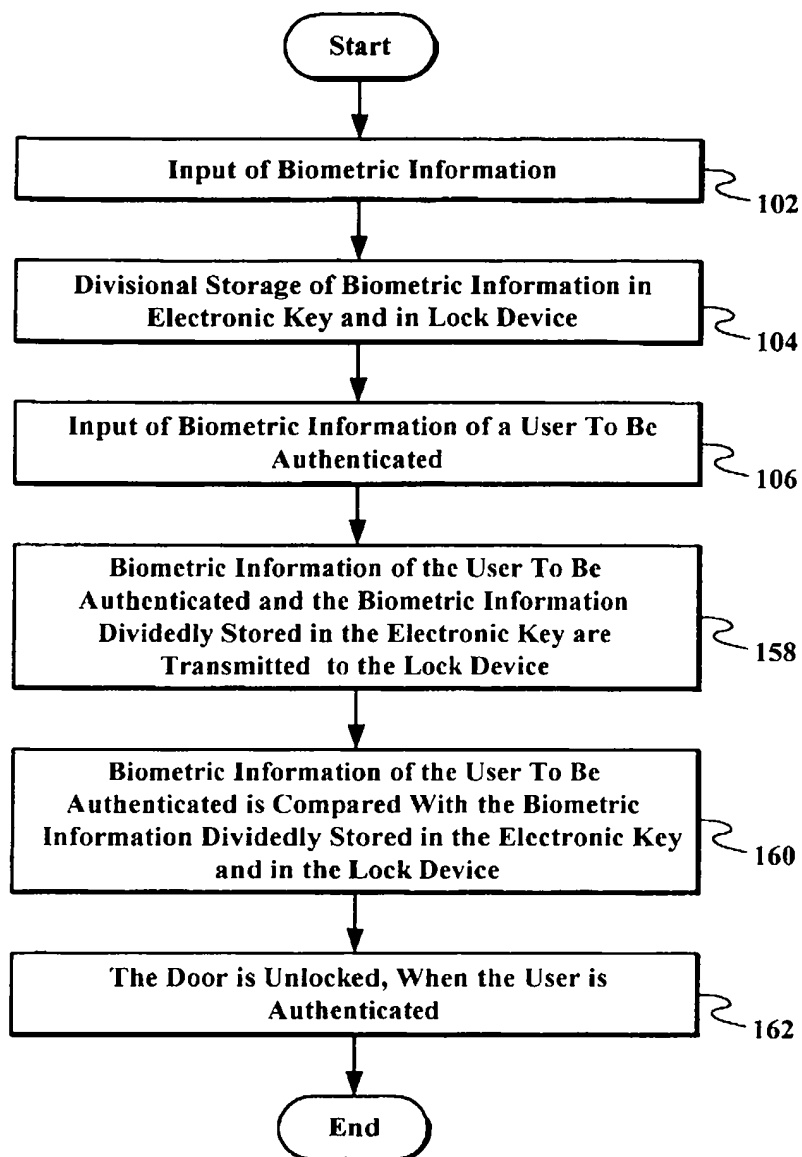 Start
Input of Biometric Information
102
Divisional Storage of Biometric Information in
Electronic Key and in Lock Device
104
Input of Biometric Information of a User To Be
Authenticated
106
Biometric Information of the User To Be
Authenticated and the Biometric Information
Dividedly Stored in the Electronic Key are
Transmitted to the Lock Device
158
Biometric Information of the User To Be
Authenticated is Compared With the Biometric
Information Dividedly Stored in the Electronic Key
and in the Lock Device
160
The Door is Unlocked, When the User is
Authenticated
162
End